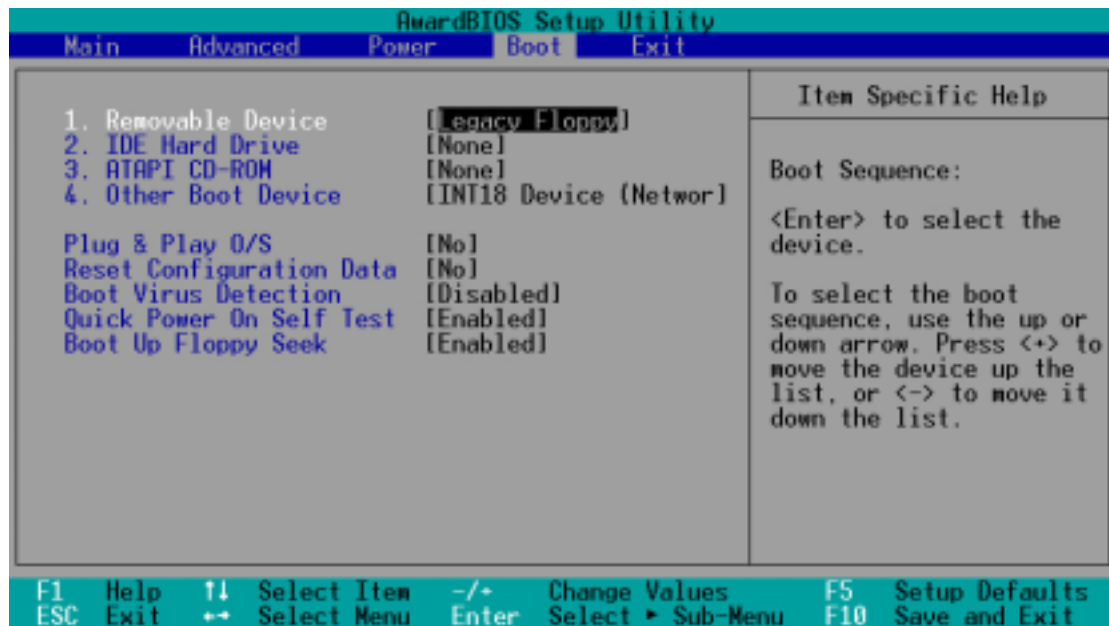 AwardBIOS Setup Utility
Main Advanced Power Boot Exit
1. Removable Device [Legacy Floppy]
2. IDE Hard Drive [None]
3. ATAPI CD-ROM [None]
4. Other Boot Device [INT18 Device (Networ]
Plug & Play O/S [No]
Reset Configuration Data [No]
Boot Virus Detection [Disabled]
Quick Power On Self Test [Enabled]
Boot Up Floppy Seek [Enabled]
Item Specific Help
Boot Sequence:
<Enter> to select the
device.
To select the boot
sequence, use the up or
down arrow. Press <+> to
move the device up the
list, or <-> to move it
down the list.
F1 Help ↑↓ Select Item -/+ Change Values F5 Setup Defaults
ESC Exit ←→ Select Menu Enter Select ► Sub-Menu F10 Save and Exit